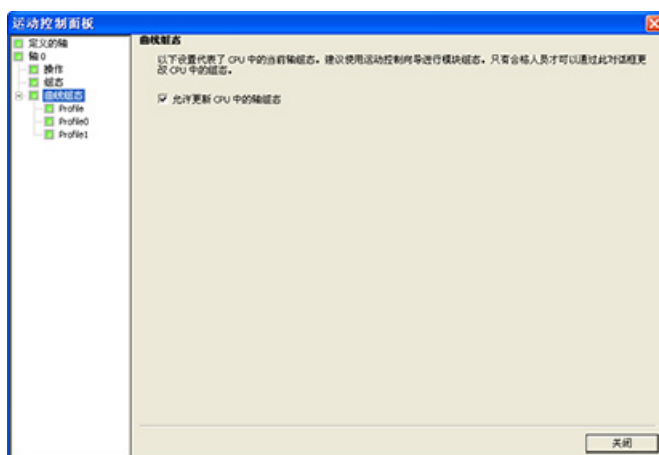 运动控制面板
定义的轴
轴 0
操作
组态
曲线组态
Profile
Profile0
Profile1
曲线组态
以下设置代表了 CPU 中的当前轴组态。建议使用运动控制向导进行模块组态。只有合格人员才可以通过此对话框更
改 CPU 中的组态。
允许更新 CPU 中的轴组态
关闭